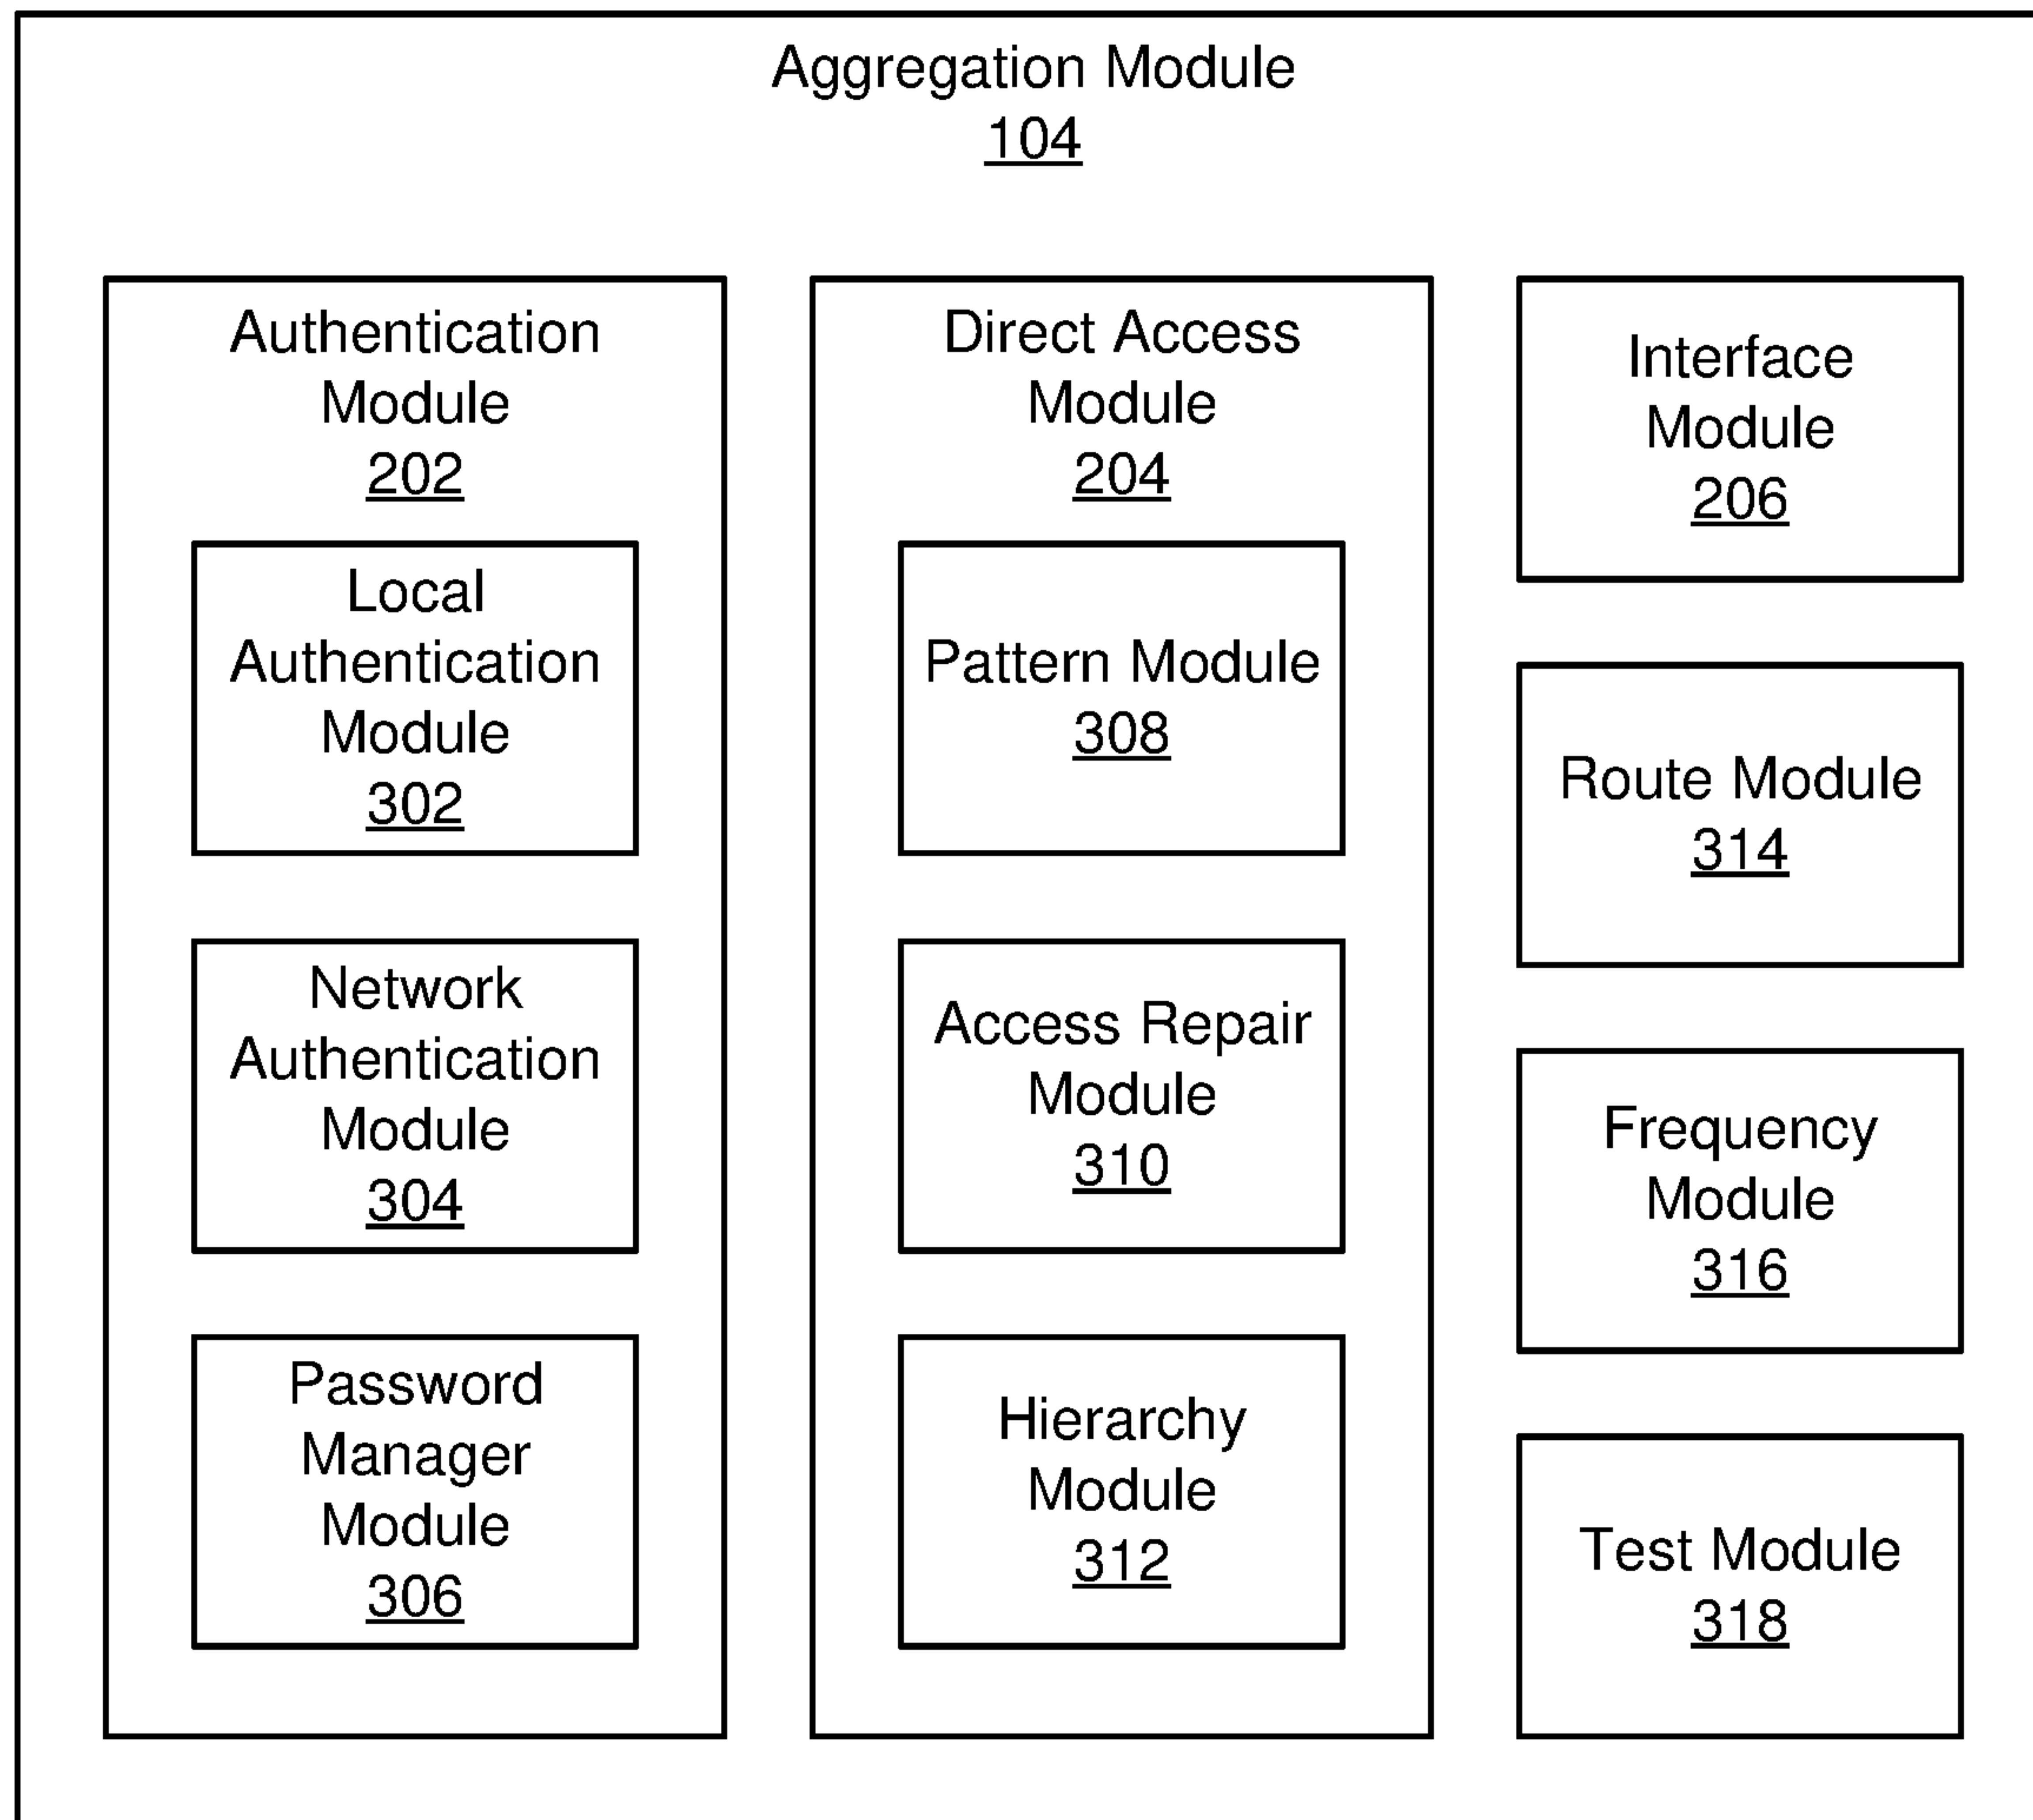 Aggregation Module
104
Authentication
Module
202
Local
Authentication
Module
302
Network
Authentication
Module
304
Password
Manager
Module
306
Direct Access
Module
204
Pattern Module
308
Access Repair
Module
310
Hierarchy
Module
312
Interface
Module
206
Route Module
314
Frequency
Module
316
Test Module
318